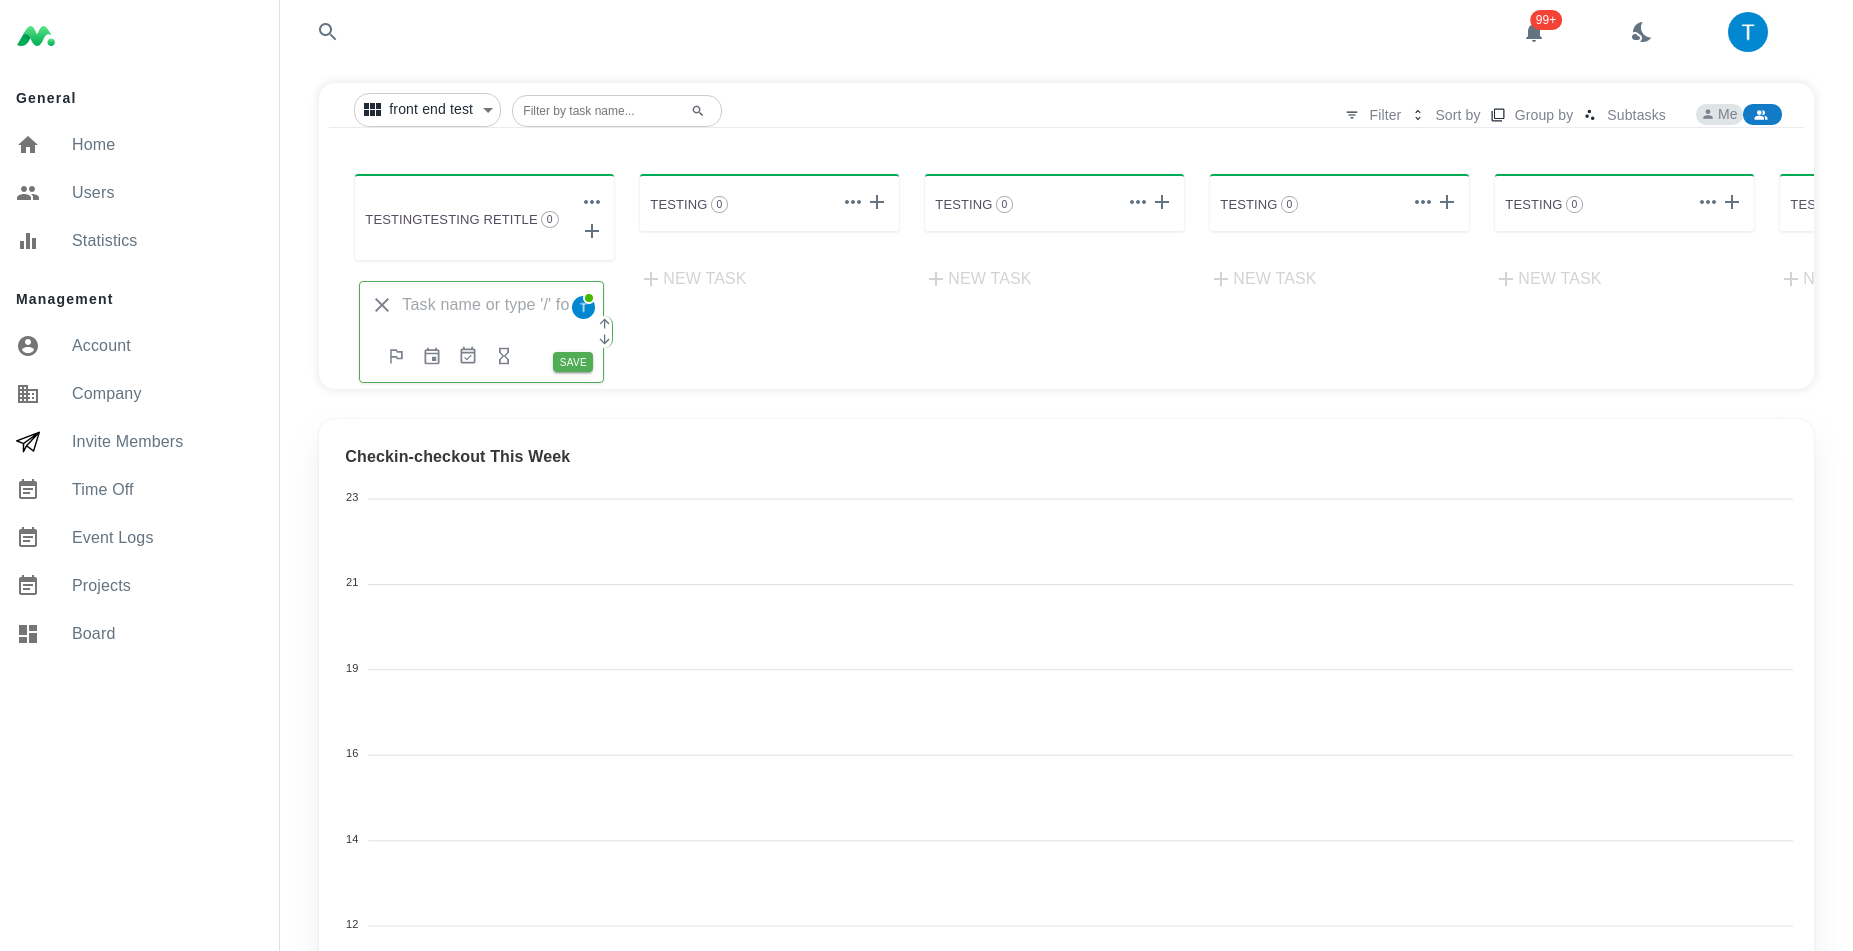 99+
T
General
Home
Users
Statistics
Management
Account
Company
Invite Members
Time Off
Event Logs
Projects
Board
front end test
Filter by task name...
Filter
Sort by
Group by
Subtasks
Me
TESTINGTESTING RETITLE 0
TESTING 0
TESTING 0
TESTING 0
TESTING 0
TES
NEW TASK
NEW TASK
NEW TASK
NEW TASK
N
Task name or type '/' fo
T
SAVE
Checkin-checkout This Week
23
21
19
16
14
12